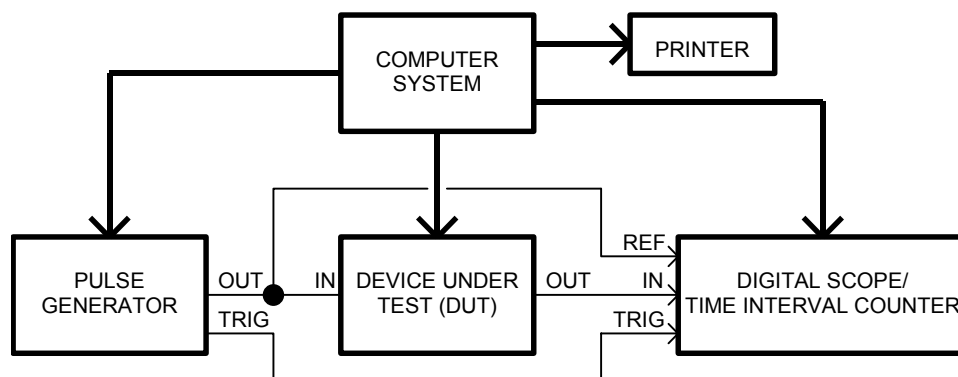 COMPUTER
SYSTEM
PRINTER
REF
PULSE
GENERATOR
OUT
TRIG
IN
DEVICE UNDER
TEST (DUT)
OUT
IN
TRIG
DIGITAL SCOPE/
TIME INTERVAL COUNTER